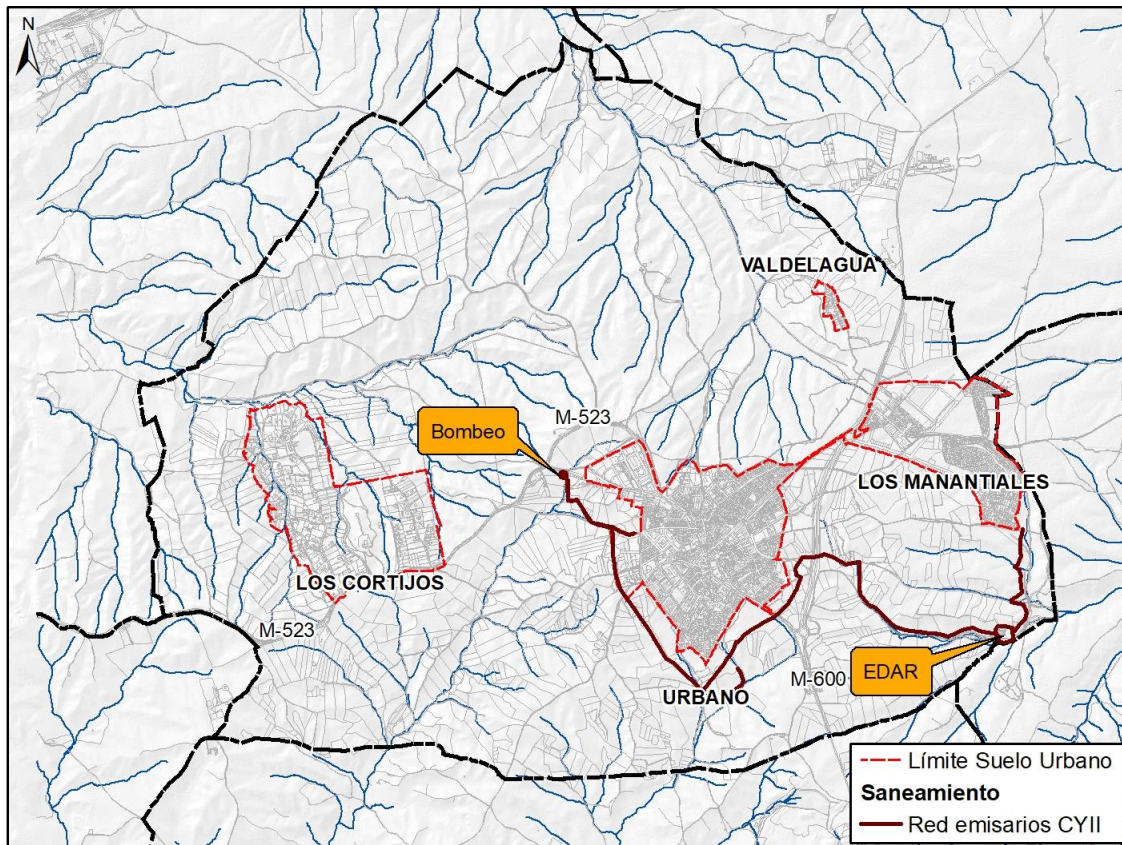 N
VALDELAGUA
M-523
Bombeo
LOS MANANTIALES
LOS CORTIJOS
M-523
EDAR
M-600
URBANO
Límite Suelo Urbano
Saneamiento
Red emisarios CYII